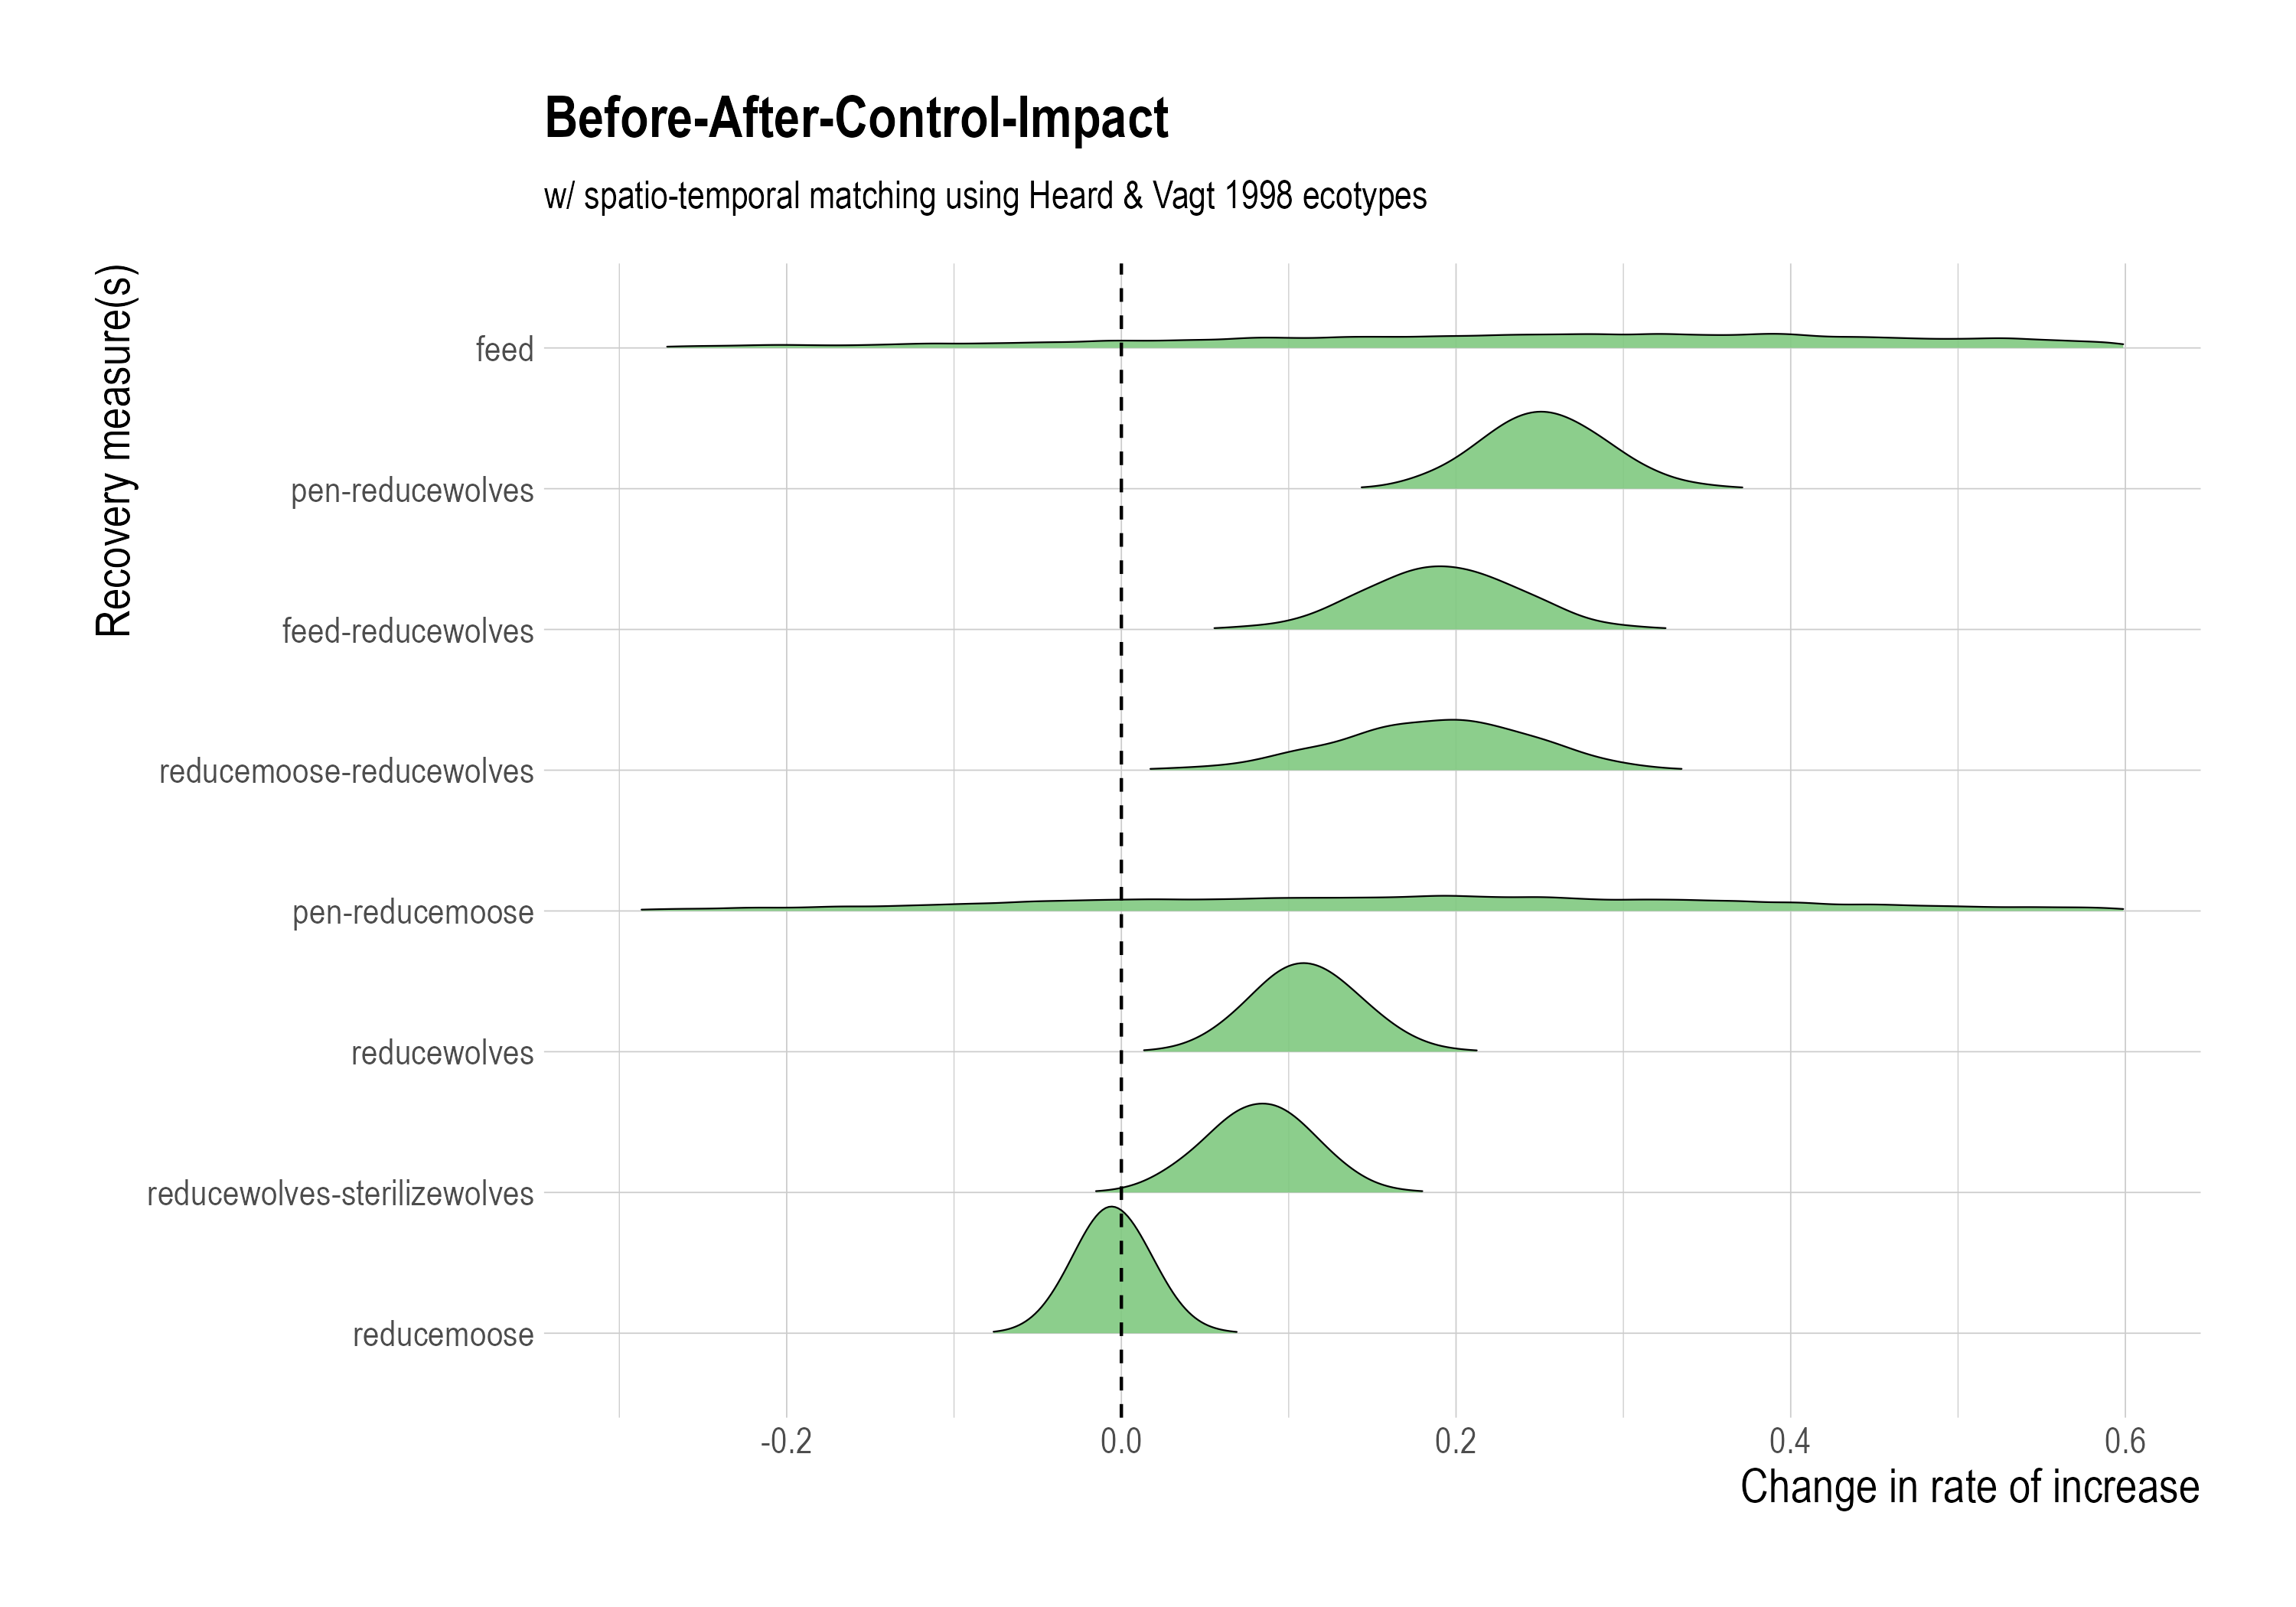 Before-After-Control-Impact
w/ spatio-temporal matching using Heard & Vagt 1998 ecotypes
Recovery measure(s)
feed
pen-reducewolves
feed-reducewolves
reducemoose-reducewolves
pen-reducemoose
reducewolves
reducewolves-sterilizewolves
reducemoose
-0.2 0.0 0.2 0.4 0.6
Change in rate of increase